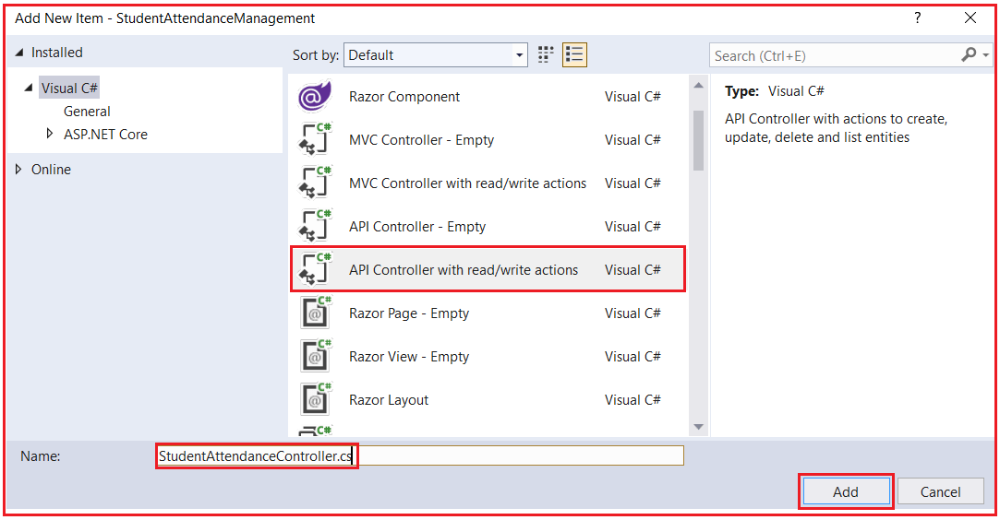 Add New Item - StudentAttendanceManagement
?
Installed
Sort by: Default
Search (Ctrl+E)
Visual C#
General
ASP.NET Core
Online
Razor Component Visual C#
C#
MVC Controller - Empty Visual C#
C#
MVC Controller with read/write actions Visual C#
C#
API Controller - Empty Visual C#
C#
API Controller with read/write actions Visual C#
C#
Razor Page - Empty Visual C#
C#
Razor View - Empty Visual C#
C#
Razor Layout Visual C#
C#
Type: Visual C#
API Controller with actions to create,
update, delete and list entities
Name: StudentAttendanceController.cs
Add Cancel